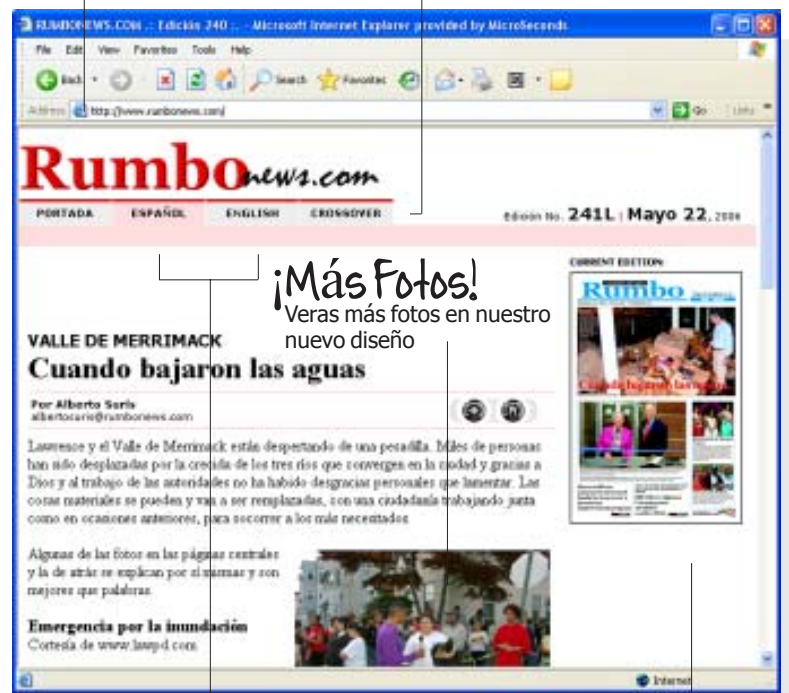 RUMBONEWS.COM .: Edición 240 :. - Microsoft Internet Explorer provided by MicroSeconds
File Edit View Favorites Tools Help
Back Search Favorites
Address http://www.rumbonews.com/ Go Links
Rumbonews.com
PORTADA ESPAÑOL ENGLISH CROSSOVER
Edición No. 241L | Mayo 22, 2006
CURRENT EDITION:
Rumbo
Cuando bajaron las aguas
¡Más Fotos!
Veras más fotos en nuestro
nuevo diseño
VALLE DE MERRIMACK
Cuando bajaron las aguas
Por Alberto Suris
albertosuris@rumbonews.com
Lawrence y el Valle de Merrimack están despertando de una pesadilla. Miles de personas
han sido desplazadas por la crecida de los tres ríos que convergen en la ciudad y gracias a
Dios y al trabajo de las autoridades no ha habido desgracias personales que lamentar. Las
cosas materiales se pueden y van a ser remplazadas, con una ciudadanía trabajando junta
como en ocasiones anteriores, para socorrer a los más necesitados
Algunas de las fotos en las páginas centrales
y la de atrás se explican por sí mismas y son
mejores que palabras.
Emergencia por la inundación
Cortesía de www.lawpd.com
Internet